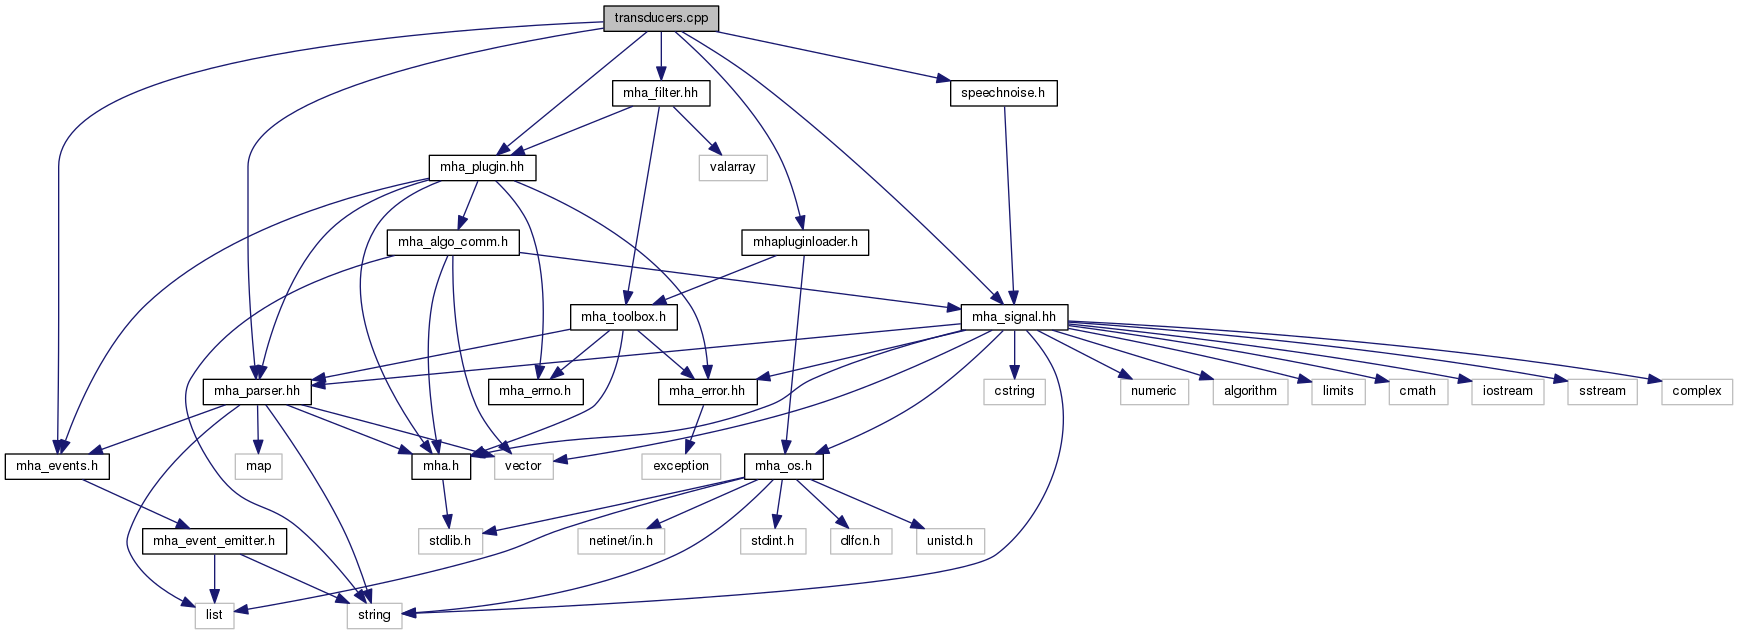 transducers.cpp
mha_filter.hh
speechnoise.h
mha_plugin.hh
valarray
mha_algo_comm.h
mhapluginloader.h
mha_toolbox.h
mha_signal.hh
mha_parser.hh
mha_errno.h
mha_error.hh
cstring
numeric
algorithm
limits
cmath
iostream
sstream
complex
mha_events.h
map
mha.h
vector
exception
mha_os.h
mha_event_emitter.h
stdlib.h
netinet/in.h
stdint.h
dlfcn.h
unistd.h
list
string